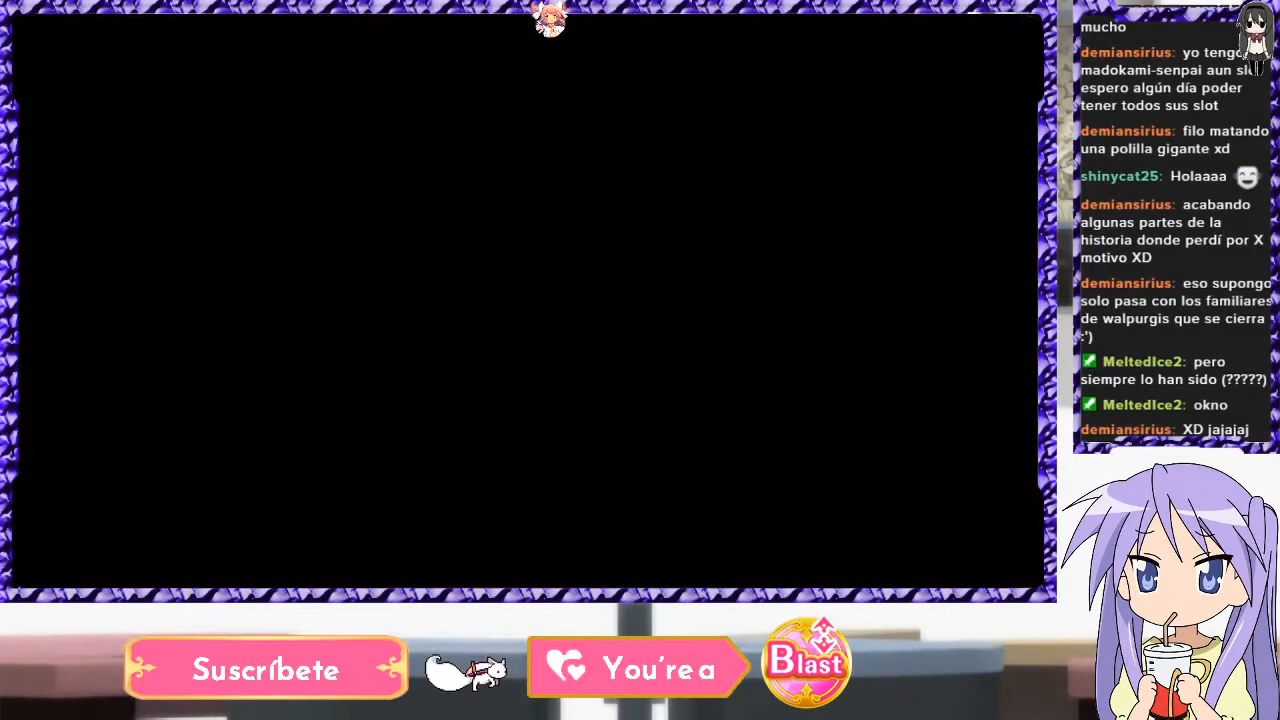 mucho
demiansirius: yo tengo
madokami-senpai aun
espero algún día poder
tener todos sus slot
demiansirius: filo matando
una polilla gigante xd
shinycat25: Holaaaa
demiansirius: acabando
algunas partes de la
historia donde perdí por X
motivo XD
demiansirius: eso supongo
solo pasa con los familiares
de walpurgis que se cierra
:')
MeltedIce2: pero
siempre lo han sido (?????)
MeltedIce2: okno
demiansirius: XD jajajaj
Suscríbete
You're a
Blast